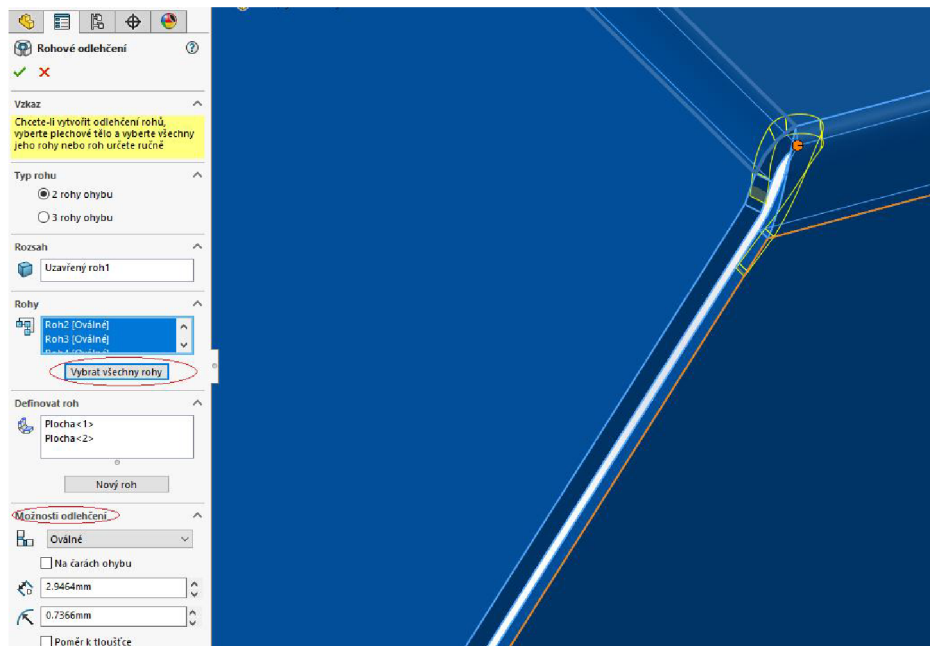 Rohové odlehčení
Vzkaz
Chcete-li vytvořit odlehčení rohů,
vyberte plechové tělo a vyberte všechny
jeho rohy nebo roh určete ručně
Typ rohu
2 rohy ohybu
3 rohy ohybu
Rozsah
Uzavřený roh1
Rohy
Roh2 [Oválné]
Roh3 [Oválné]
Vybrat všechny rohy
Definovat roh
Plocha<1>
Plocha<2>
Nový roh
Možnosti odlehčení
Oválné
Na čarách ohybu
2.9464mm
0.7366mm
Poměr k tloušťce